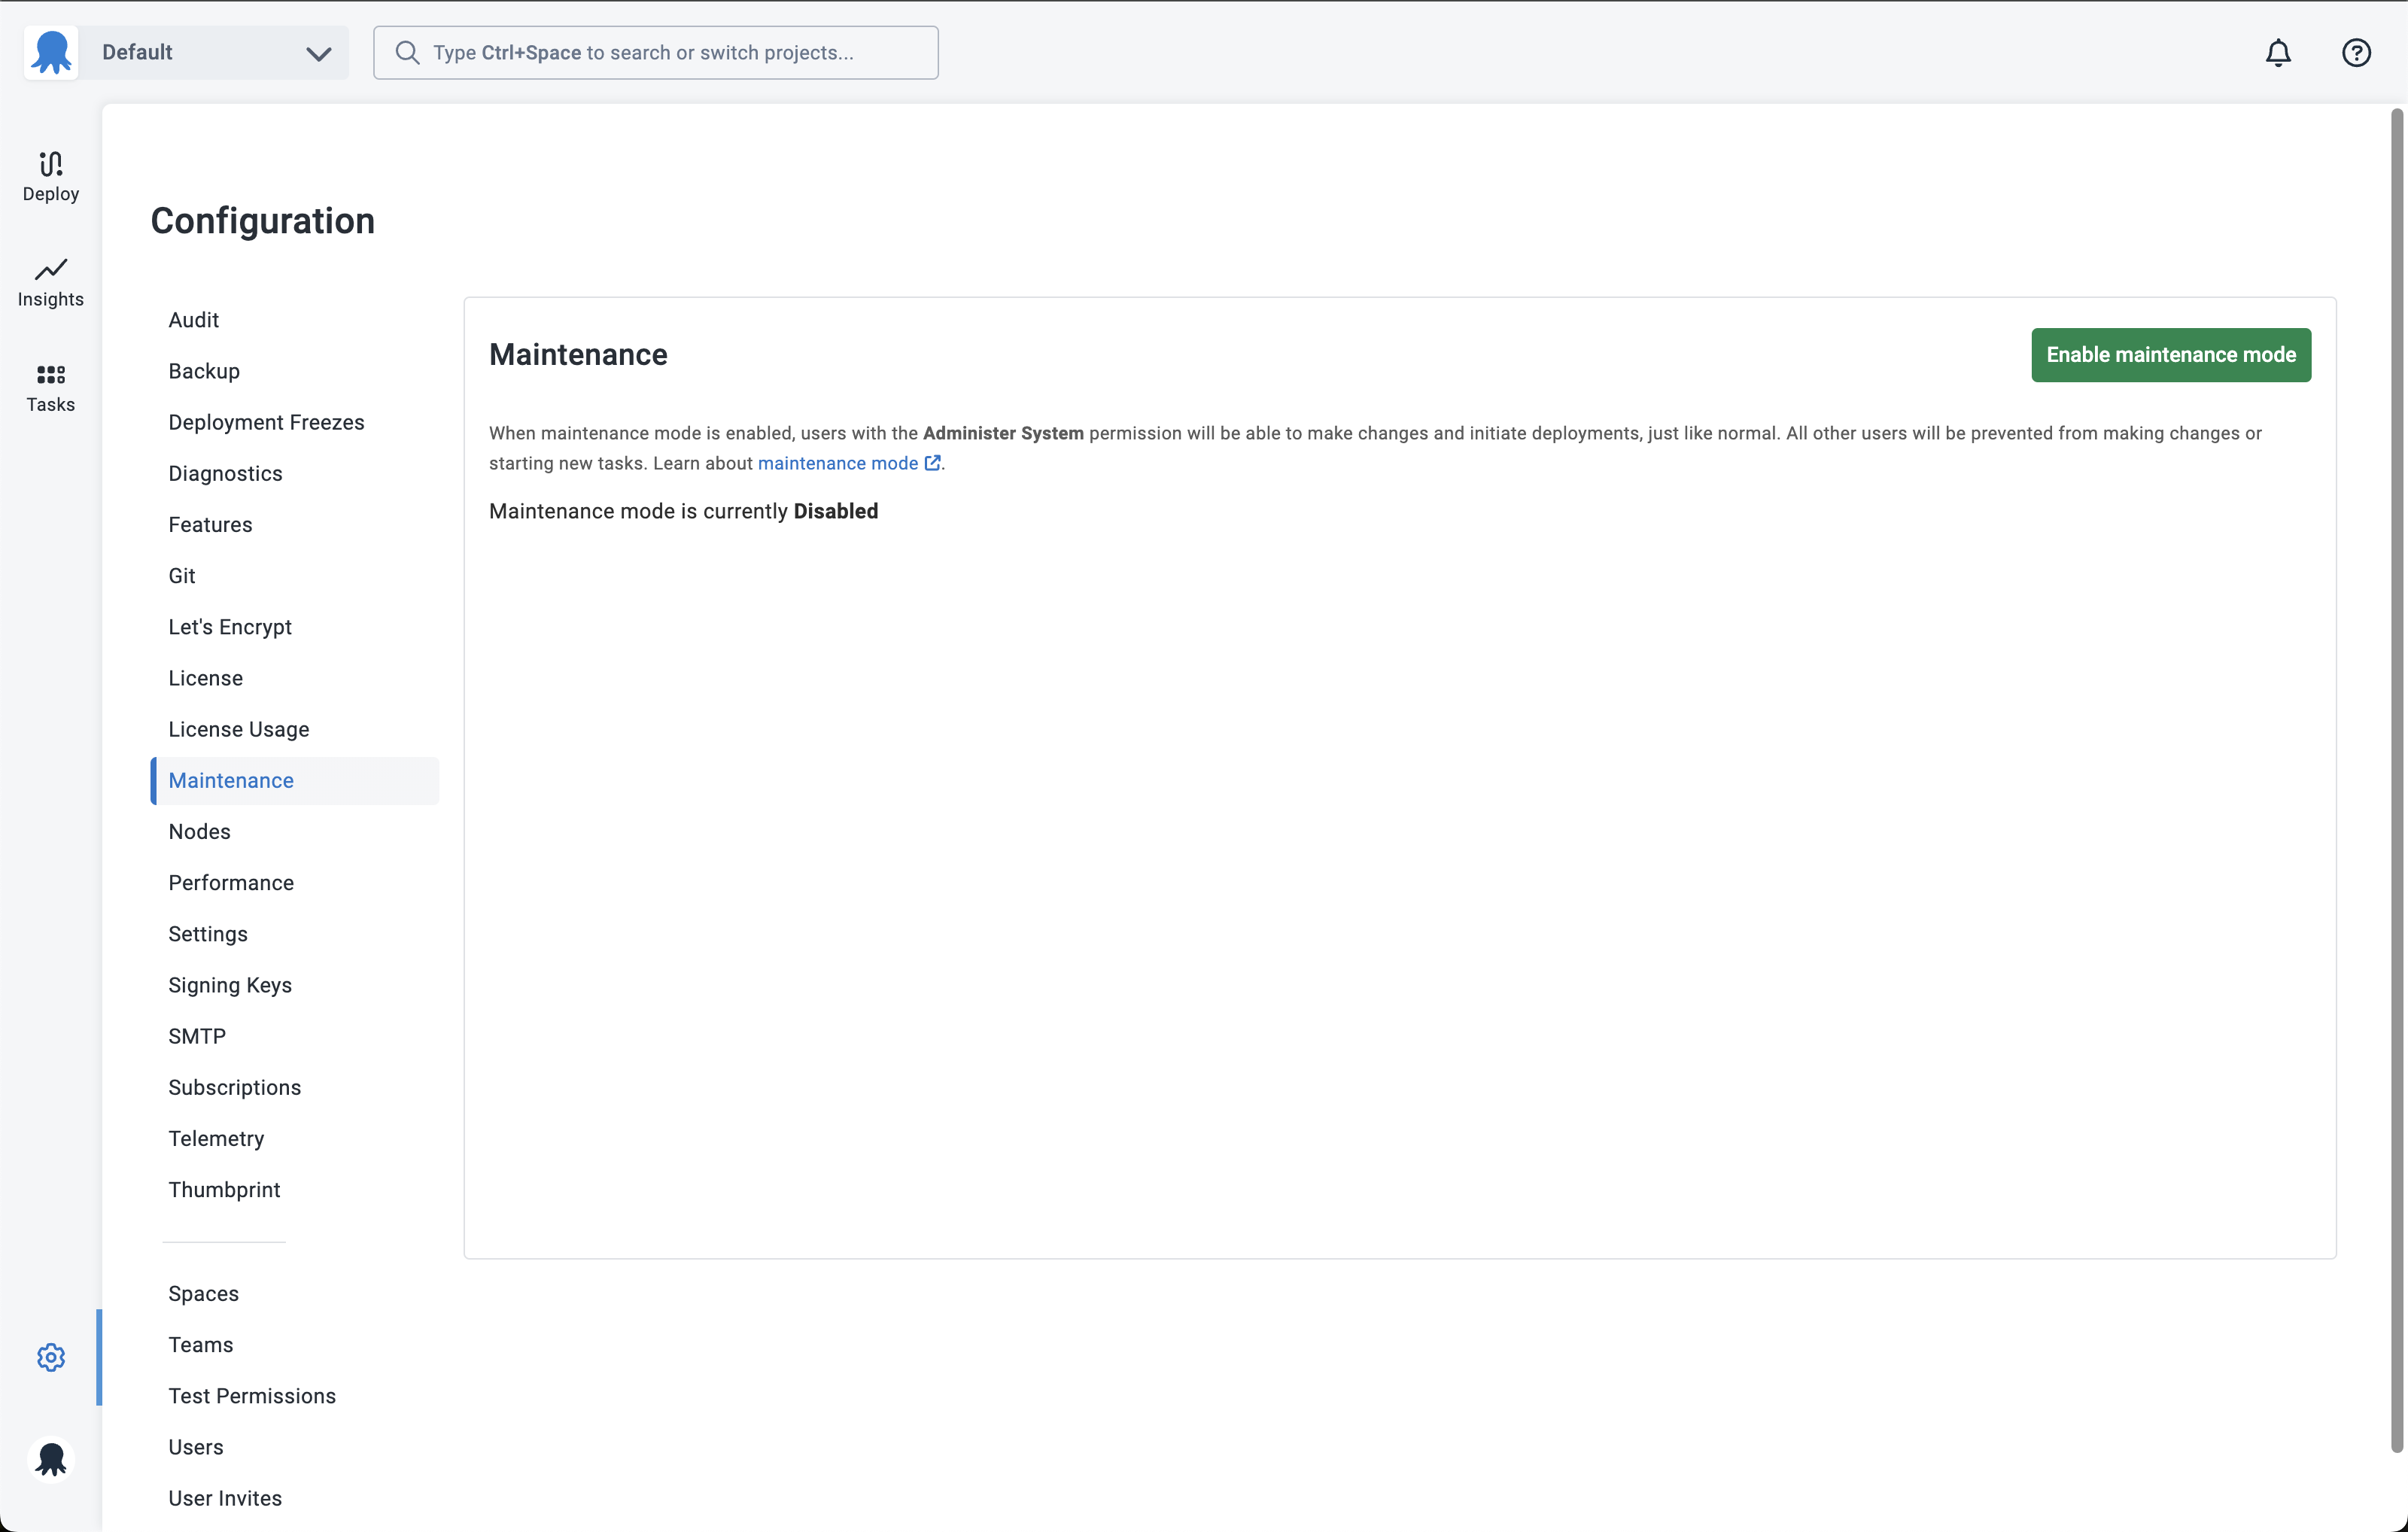 Default
Type Ctrl+Space to search or switch projects...
Deploy
Insights
Tasks
Configuration
Audit
Backup
Deployment Freezes
Diagnostics
Features
Git
Let's Encrypt
License
License Usage
Maintenance
Nodes
Performance
Settings
Signing Keys
SMTP
Subscriptions
Telemetry
Thumbprint
Spaces
Teams
Test Permissions
Users
User Invites
Maintenance
Enable maintenance mode
When maintenance mode is enabled, users with the Administer System permission will be able to make changes and initiate deployments, just like normal. All other users will be prevented from making changes or
starting new tasks. Learn about maintenance mode.
Maintenance mode is currently Disabled